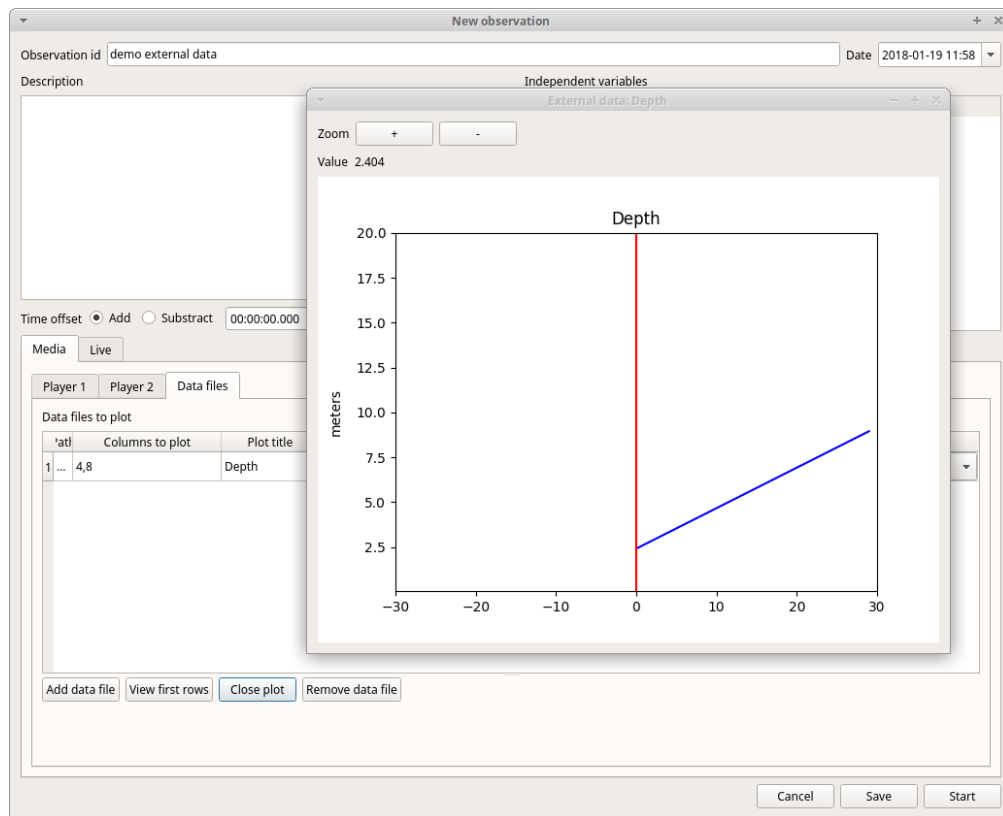 New observation
Observation id demo external data Date 2018-01-19 11:58
Description Independent variables
External data: Depth
Zoom + -
Value 2.404
Depth
20.0
17.5
15.0
12.5
10.0
7.5
5.0
2.5
meters
−30 −20 −10 0 10 20 30
Time offset Add Substract 00:00:00.000
Media Live
Player 1 Player 2 Data files
Data files to plot
Columns to plot Plot title
1 ... 4,8 Depth
Add data file View first rows Close plot Remove data file
Cancel Save Start